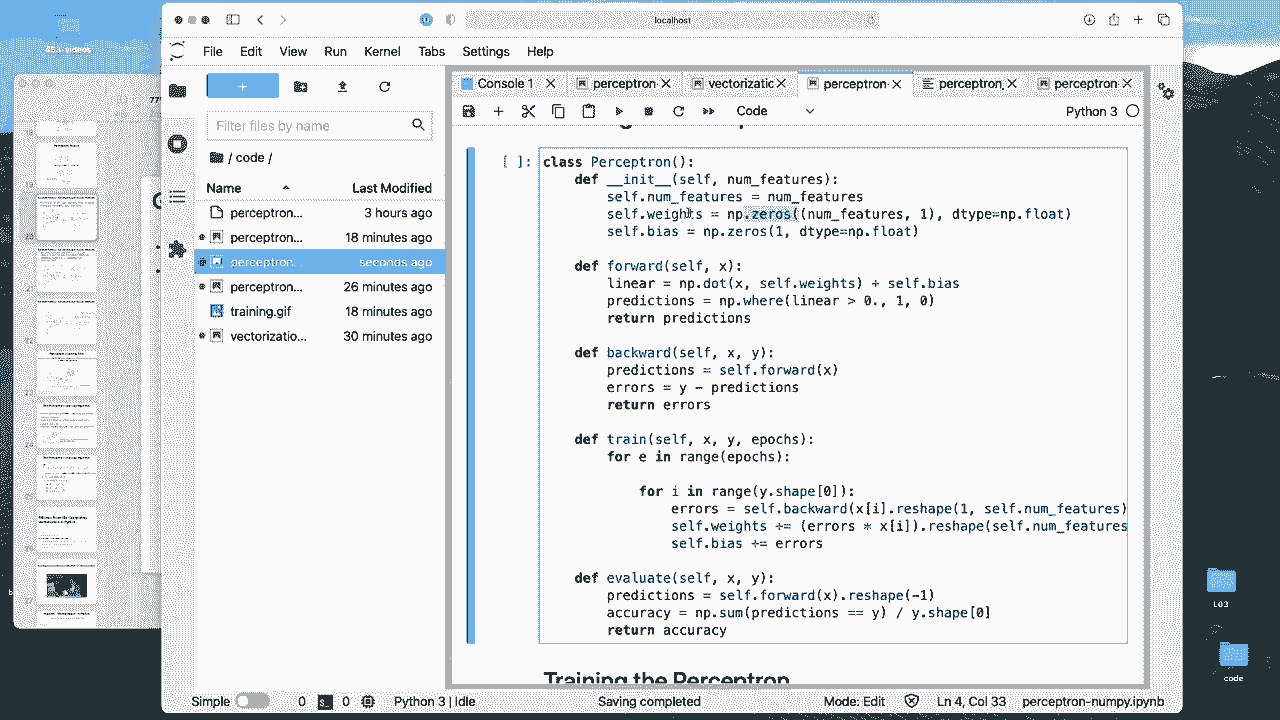 localhost
File Edit View Run Kernel Tabs Settings Help
Console 1 perceptron- vectorizatic perceptron- perceptron_ perceptron-
Code Python 3
Filter files by name
/ code /
Name Last Modified
perceptron... 3 hours ago
perceptron... 18 minutes ago
perceptron... seconds ago
perceptron... 26 minutes ago
training.gif 18 minutes ago
vectorizatio... 30 minutes ago
[ ]: class Perceptron():
def __init__(self, num_features):
self.num_features = num_features
self.weights = np.zeros((num_features, 1), dtype=np.float)
self.bias = np.zeros(1, dtype=np.float)
def forward(self, x):
linear = np.dot(x, self.weights) + self.bias
predictions = np.where(linear > 0., 1, 0)
return predictions
def backward(self, x, y):
predictions = self.forward(x)
errors = y - predictions
return errors
def train(self, x, y, epochs):
for e in range(epochs):
for i in range(y.shape[0]):
errors = self.backward(x[i].reshape(1, self.num_features)
self.weights += (errors * x[i]).reshape(self.num_features
self.bias += errors
def evaluate(self, x, y):
predictions = self.forward(x).reshape(-1)
accuracy = np.sum(predictions == y) / y.shape[0]
return accuracy
Training the Perceptron
Simple 0 0 Python 3 | Idle Saving completed Mode: Edit Ln 4, Col 33 perceptron-numpy.ipynb
L03
code